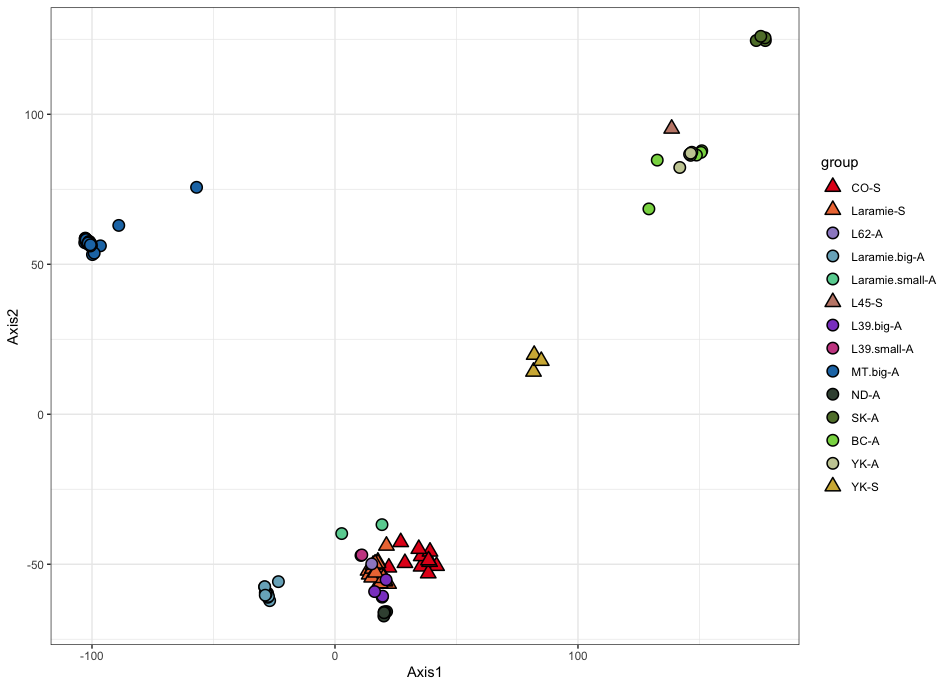 100
50
0
-50
Axis2
-100
0
100
Axis1
group
CO-S
Laramie-S
L62-A
Laramie.big-A
Laramie.small-A
L45-S
L39.big-A
L39.small-A
MT.big-A
ND-A
SK-A
BC-A
YK-A
YK-S